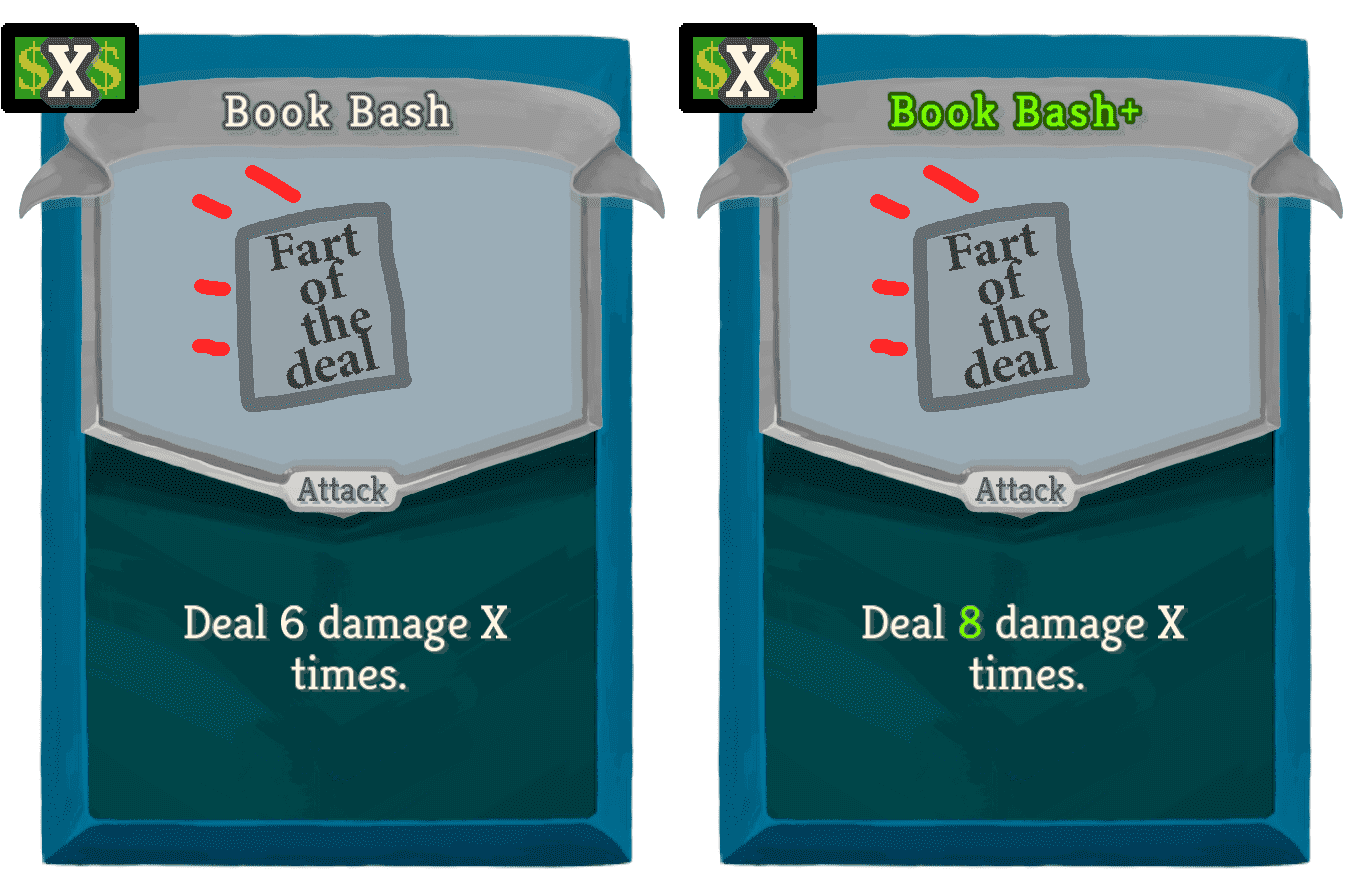 $X$
Book Bash
Fart
of
the
deal
Attack
Deal 6 damage X
times.
$X$
Book Bash+
Fart
of
the
deal
Attack
Deal 8 damage X
times.